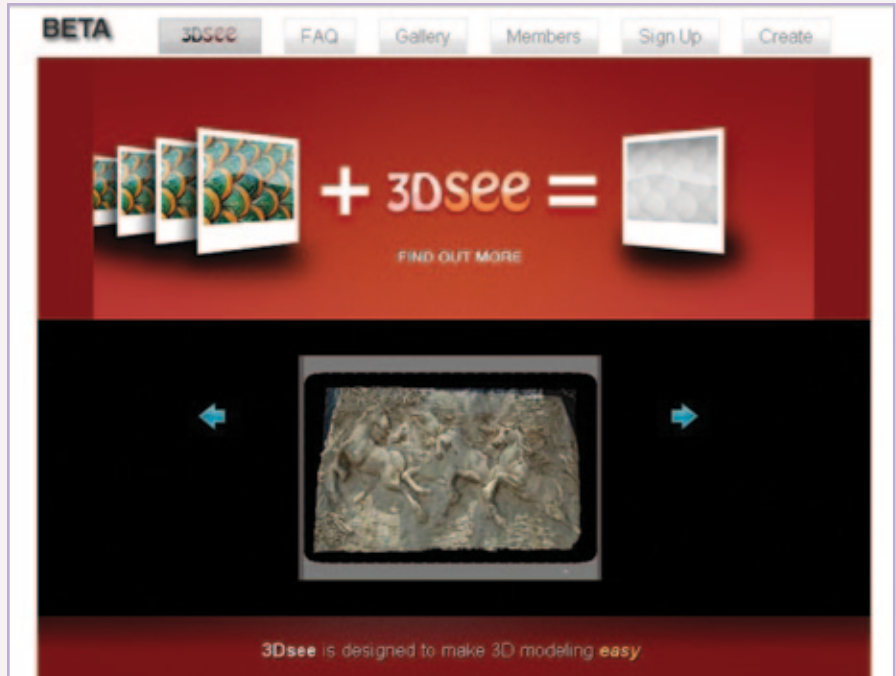 BETA 3DSee FAQ Gallery Members Sign Up Create
+ 3Dsee =
FIND OUT MORE
3Dsee is designed to make 3D modeling easy